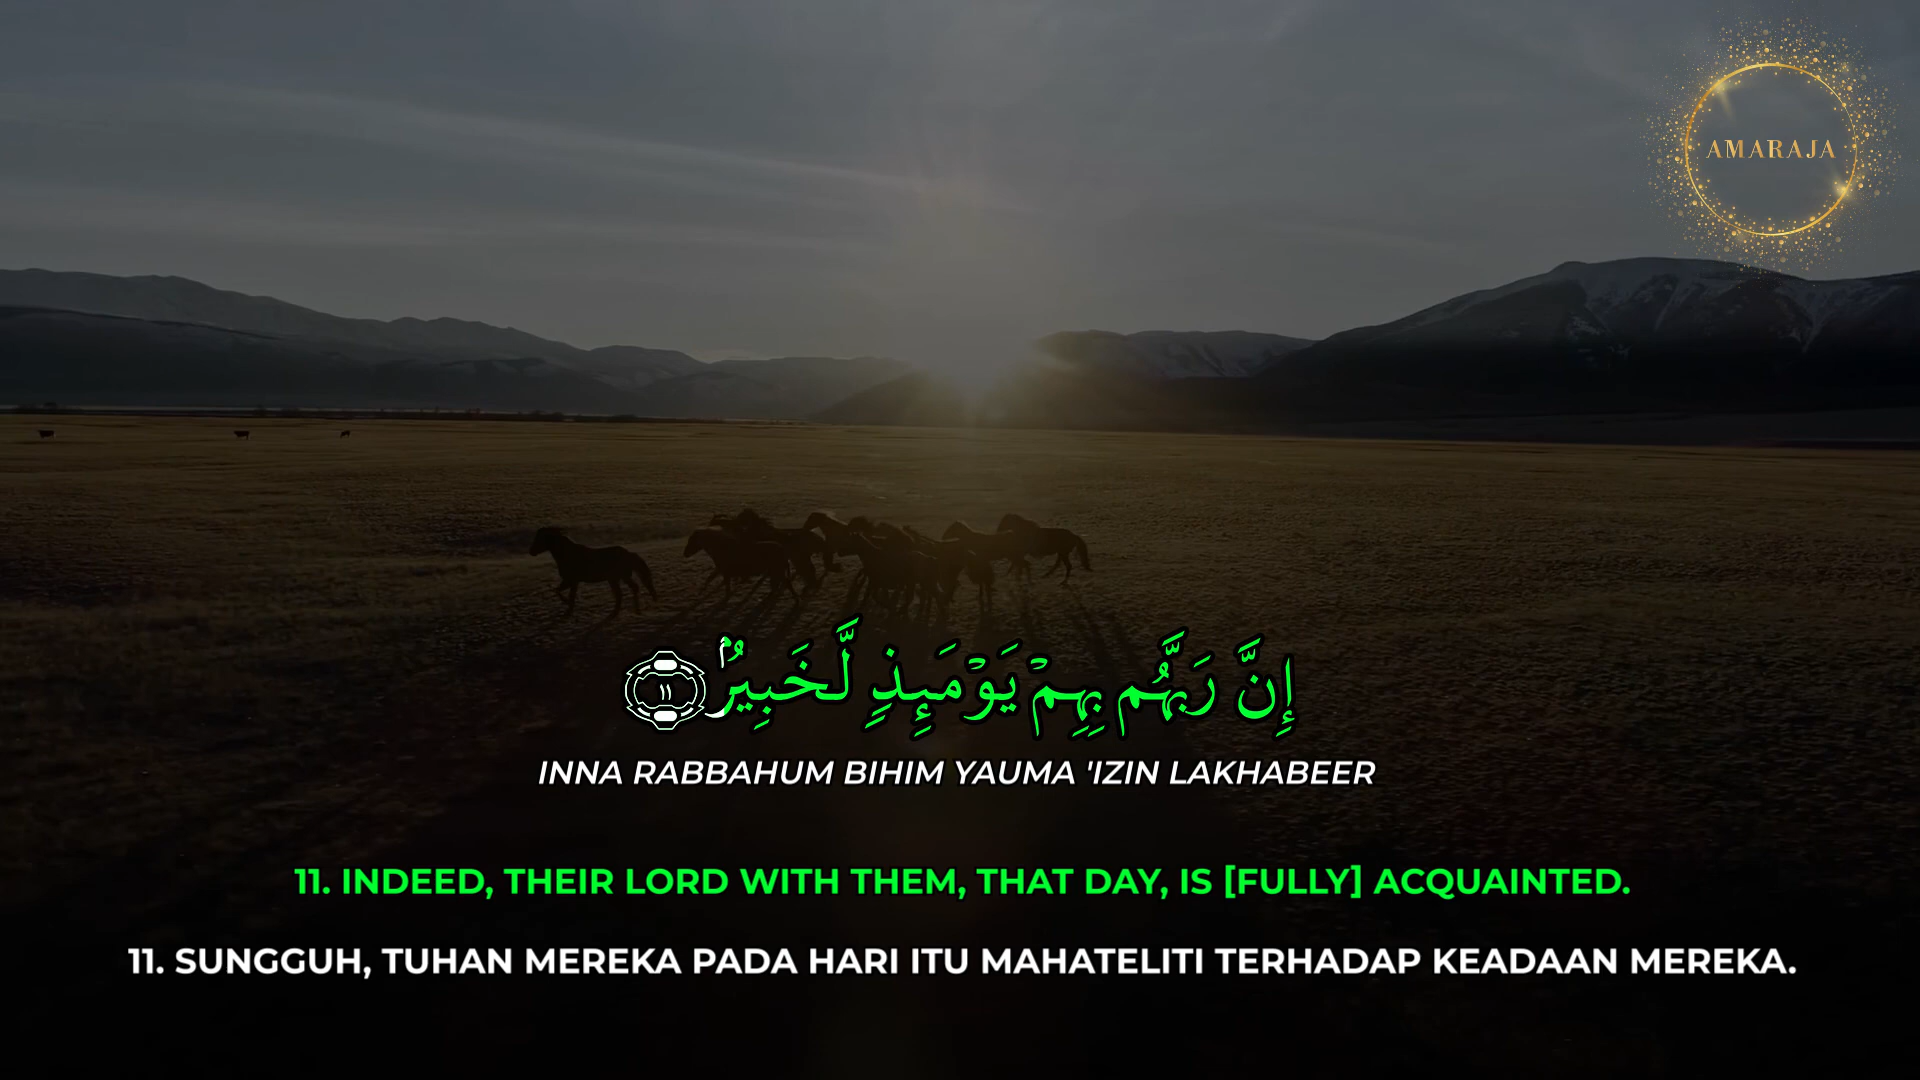 AMARAJA
إِنَّ رَبَّهُم بِهِمْ يَوْمَئِذٍ لَّخَبِيرٌۢ ١١
INNA RABBAHUM BIHIM YAUMA 'IZIN LAKHABEER
11. INDEED, THEIR LORD WITH THEM, THAT DAY, IS [FULLY] ACQUAINTED.
11. SUNGGUH, TUHAN MEREKA PADA HARI ITU MAHATELITI TERHADAP KEADAAN MEREKA.